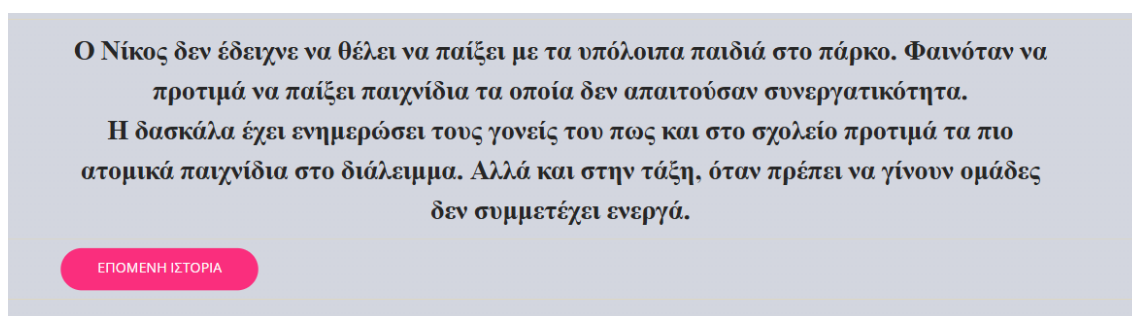 Ο Νίκος δεν έδειχνε να θέλει να παίξει με τα υπόλοιπα παιδιά στο πάρκο. Φαινόταν να
προτιμά να παίξει παιχνίδια τα οποία δεν απαιτούσαν συνεργατικότητα.
Η δασκάλα έχει ενημερώσει τους γονείς του πως και στο σχολείο προτιμά τα πιο
ατομικά παιχνίδια στο διάλειμμα. Αλλά και στην τάξη, όταν πρέπει να γίνουν ομάδες
δεν συμμετέχει ενεργά.
ΕΠΟΜΕΝΗ ΙΣΤΟΡΙΑ